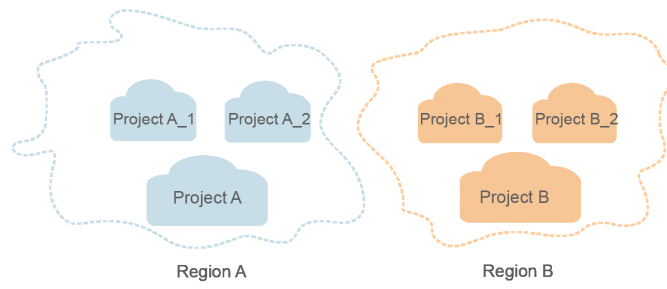 Project A_1
Project A_2
Project A
Region A
Project B_1
Project B_2
Project B
Region B